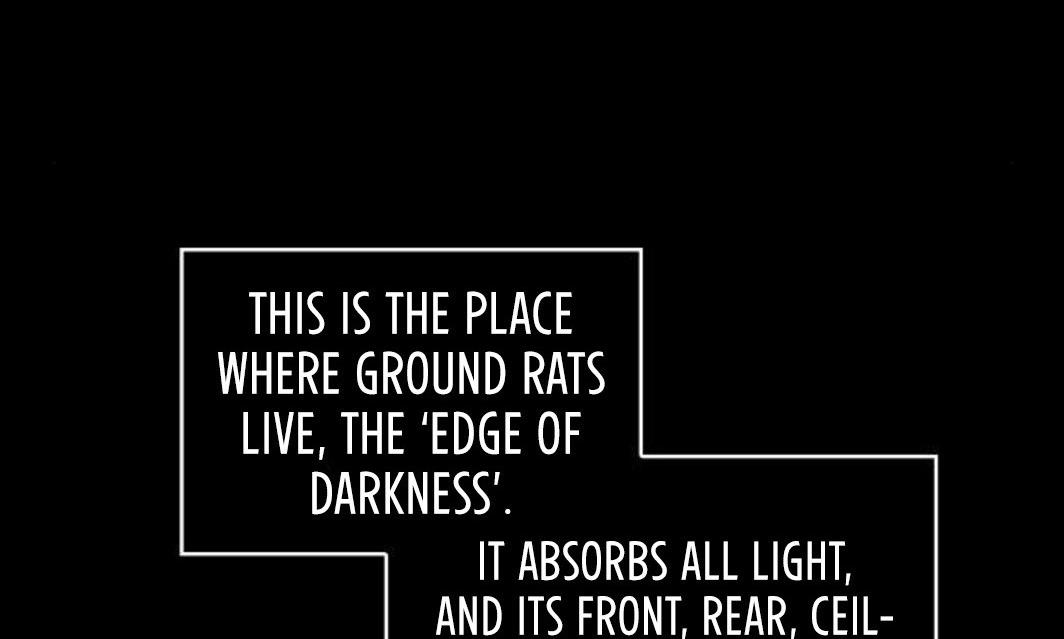 THIS IS THE PLACE
WHERE GROUND RATS
LIVE, THE ‘EDGE OF
DARKNESS’.
IT ABSORBS ALL LIGHT,
AND ITS FRONT, REAR, CEIL-